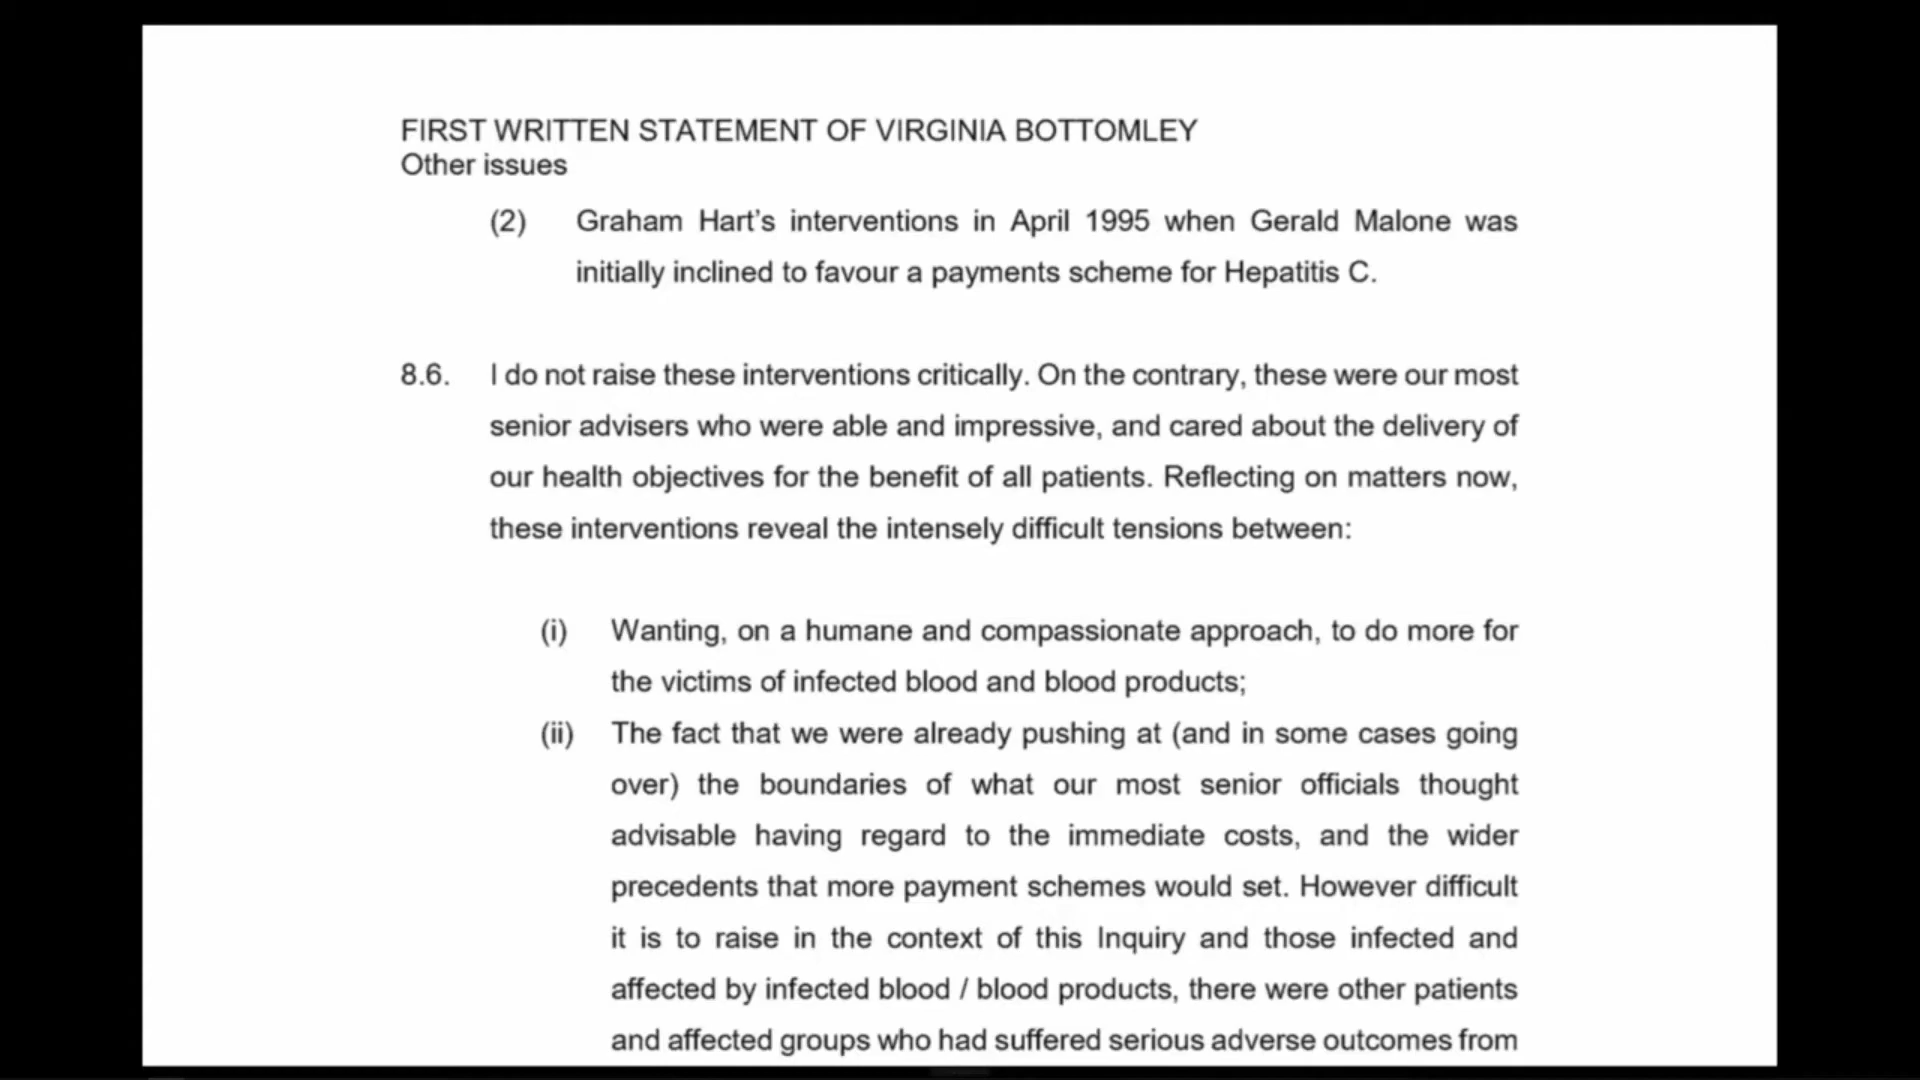 FIRST WRITTEN STATEMENT OF VIRGINIA BOTTOMLEY
Other issues
(2) Graham Hart's interventions in April 1995 when Gerald Malone was
initially inclined to favour a payments scheme for Hepatitis C.
8.6. I do not raise these interventions critically. On the contrary, these were our most
senior advisers who were able and impressive, and cared about the delivery of
our health objectives for the benefit of all patients. Reflecting on matters now,
these interventions reveal the intensely difficult tensions between:
(i) Wanting, on a humane and compassionate approach, to do more for
the victims of infected blood and blood products;
(ii) The fact that we were already pushing at (and in some cases going
over) the boundaries of what our most senior officials thought
advisable having regard to the immediate costs, and the wider
precedents that more payment schemes would set. However difficult
it is to raise in the context of this Inquiry and those infected and
affected by infected blood / blood products, there were other patients
and affected groups who had suffered serious adverse outcomes from